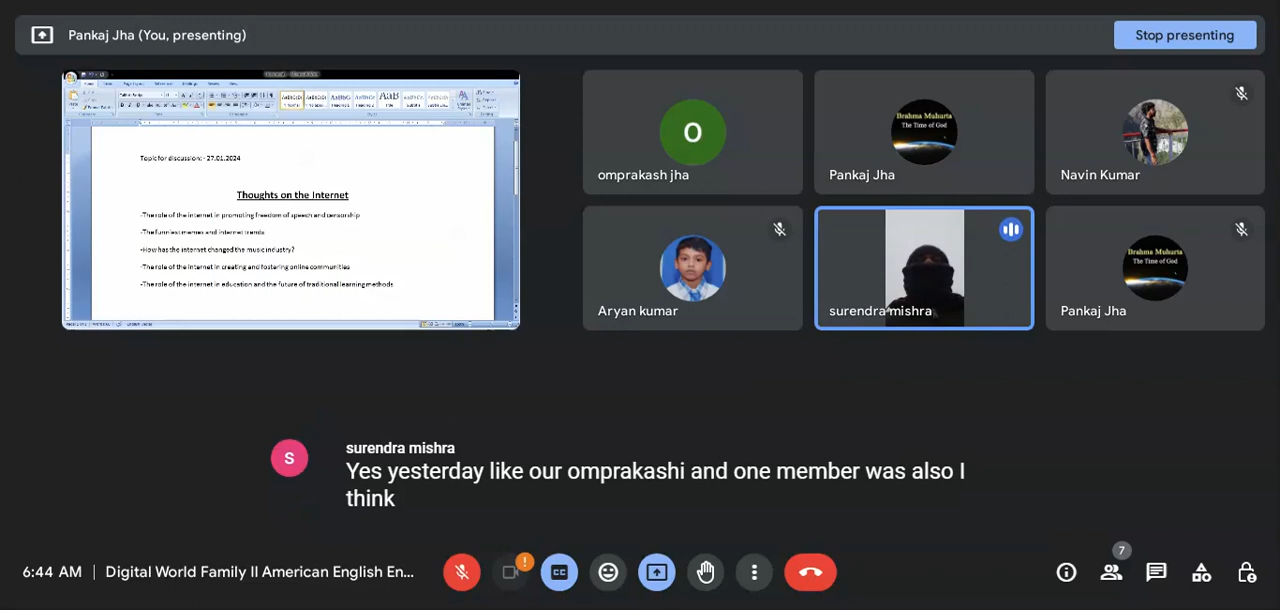 Pankaj Jha (You, presenting)
Stop presenting
Topic for discussion: - 27.01.2024
Thoughts on the Internet
-The role of the internet in promoting freedom of speech and censorship
-The funniest memes and internet trends
-How has the internet changed the music industry?
-The role of the internet in creating and fostering online communities
-The role of the internet in education and the future of traditional learning methods
O
omprakash jha
Brahma Muhurta
The Time of God
Pankaj Jha
Navin Kumar
Aryan kumar
surendra mishra
Brahma Muhurta
The Time of God
Pankaj Jha
S
surendra mishra
Yes yesterday like our omprakashi and one member was also I
think
6:44 AM | Digital World Family II American English En...
!
CC
7